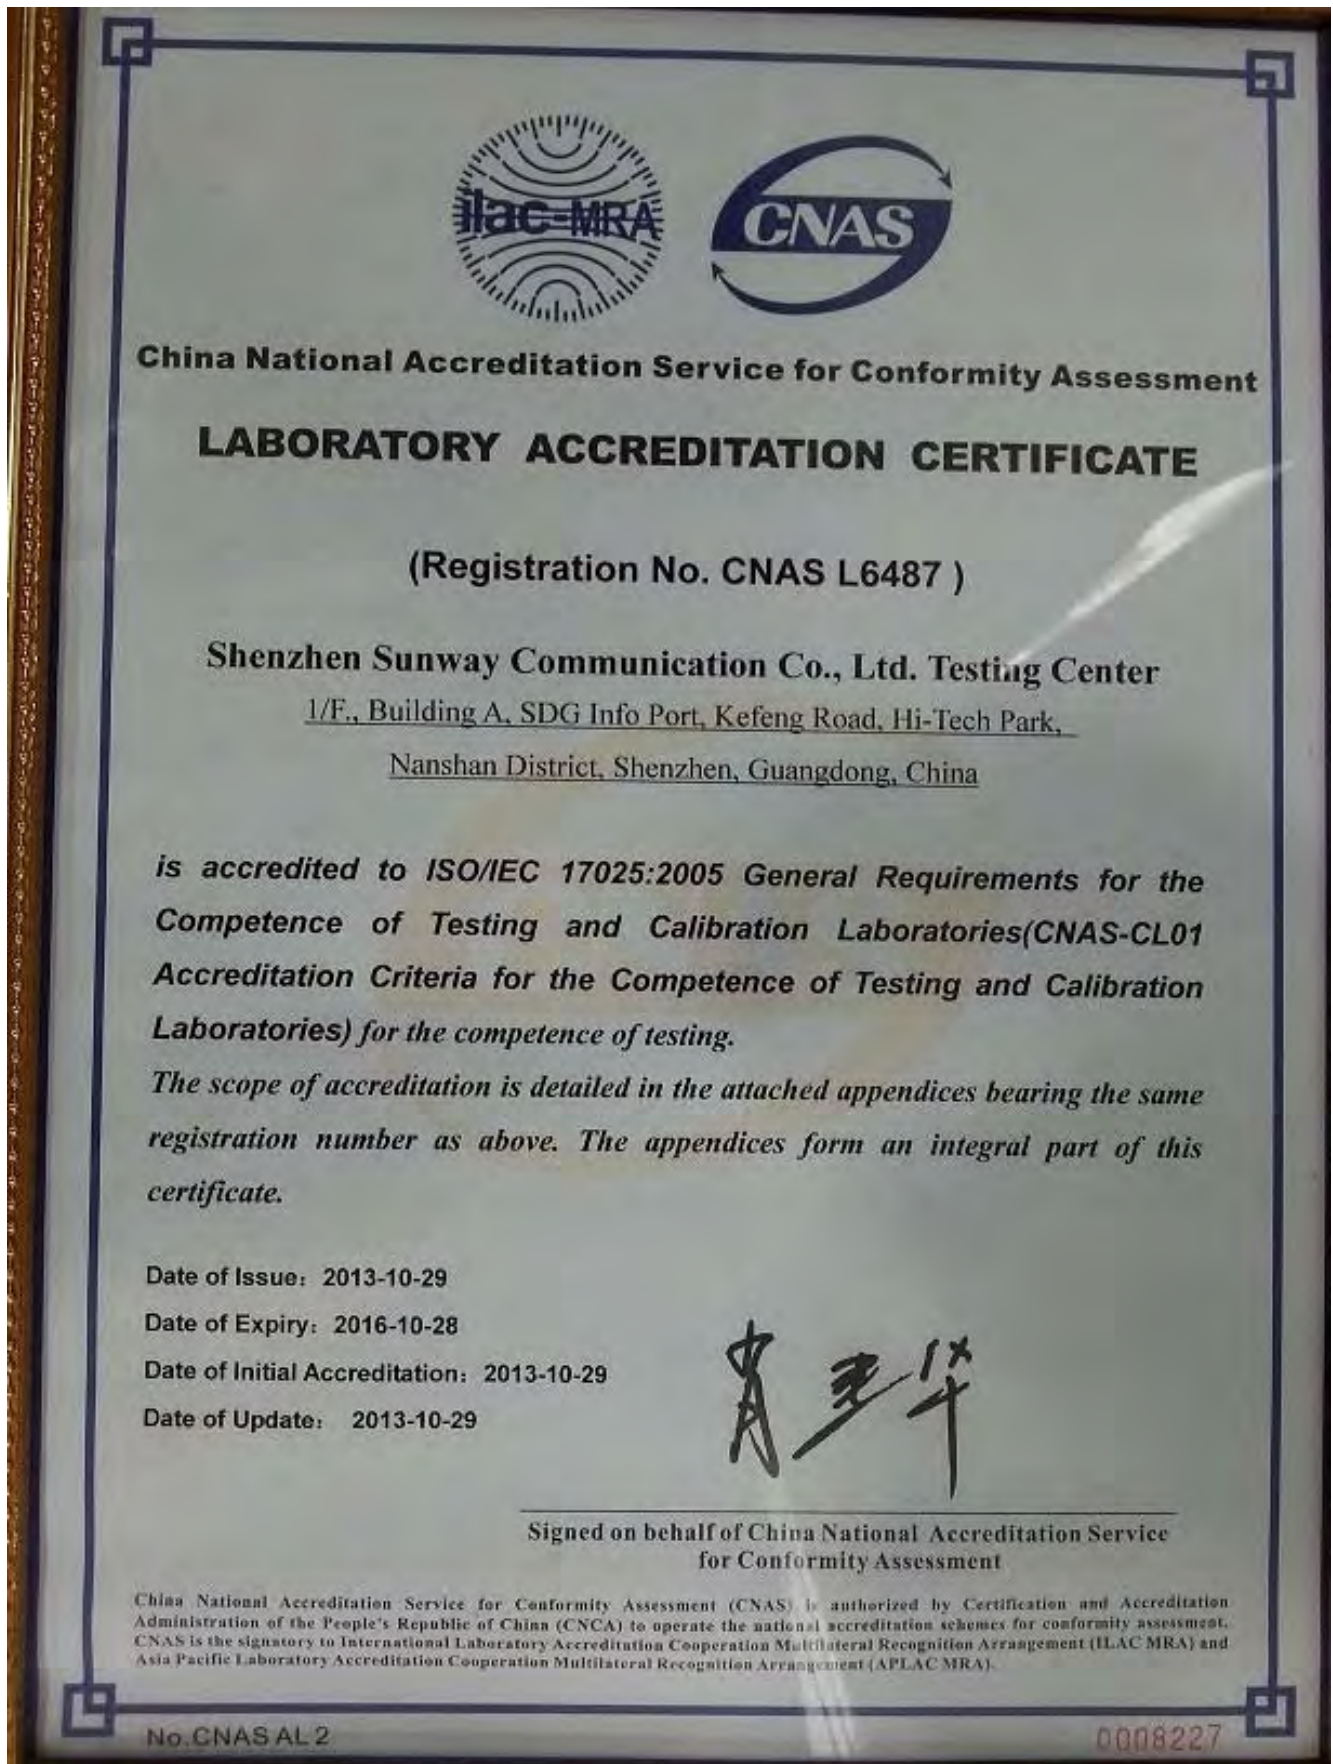 ilac-MRA
CNAS
China National Accreditation Service for Conformity Assessment
LABORATORY ACCREDITATION CERTIFICATE
(Registration No. CNAS L6487 )
Shenzhen Sunway Communication Co., Ltd. Testing Center
1/F., Building A, SDG Info Port, Kefeng Road, Hi-Tech Park,
Nanshan District, Shenzhen, Guangdong, China
is accredited to ISO/IEC 17025:2005 General Requirements for the
Competence of Testing and Calibration Laboratories(CNAS-CL01
Accreditation Criteria for the Competence of Testing and Calibration
Laboratories) for the competence of testing.
The scope of accreditation is detailed in the attached appendices bearing the same
registration number as above. The appendices form an integral part of this
certificate.
Date of Issue: 2013-10-29
Date of Expiry: 2016-10-28
Date of Initial Accreditation: 2013-10-29
Date of Update: 2013-10-29
Signed on behalf of China National Accreditation Service
for Conformity Assessment
China National Accreditation Service for Conformity Assessment (CNAS) is authorized by Certification and Accreditation
Administration of the People's Republic of China (CNCA) to operate the national accreditation schemes for conformity assessment.
CNAS is the signatory to International Laboratory Accreditation Cooperation Multilateral Recognition Arrangement (ILAC MRA) and
Asia Pacific Laboratory Accreditation Cooperation Multilateral Recognition Arrangement (APLAC MRA).
No.CNAS AL 2
0008227